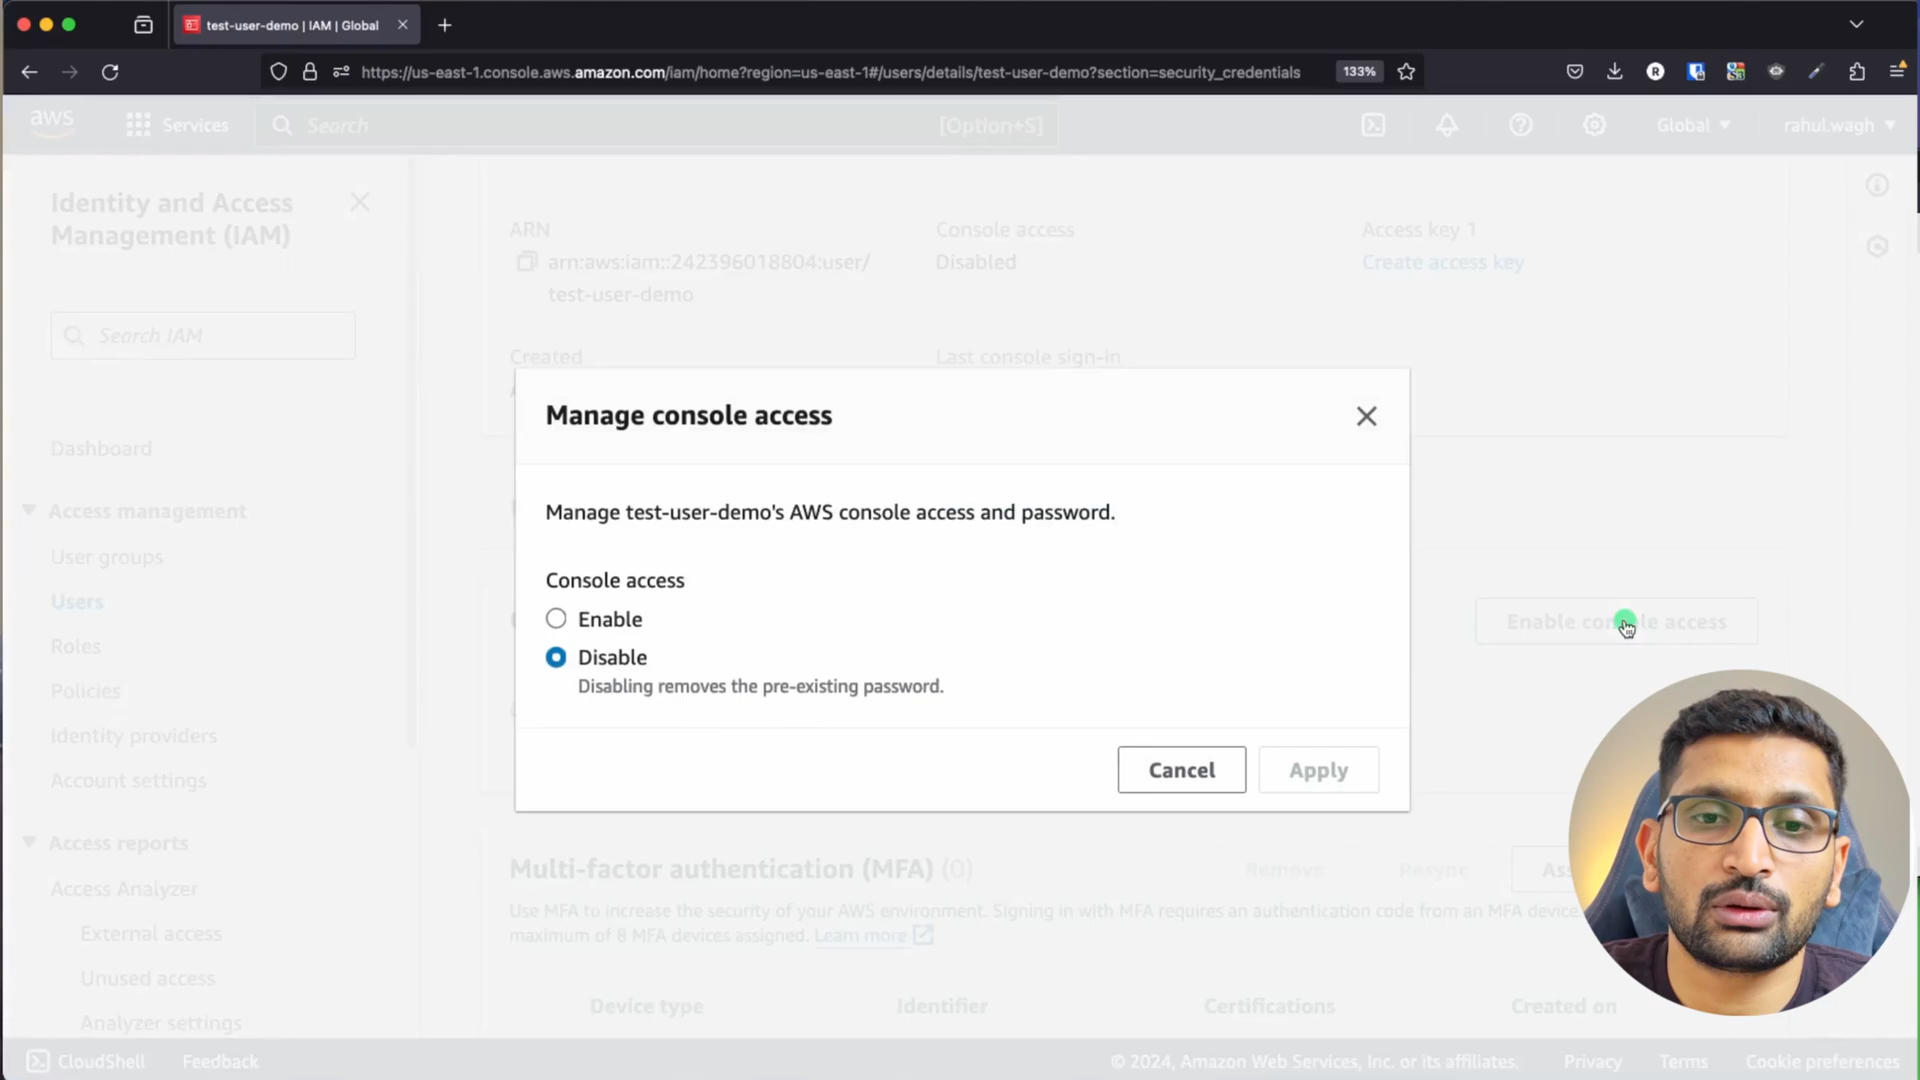 test-user-demo | IAM | Global
https://us-east-1.console.aws.amazon.com/iam/home?region=us-east-1#/users/details/test-user-demo?section=security_credentials
133%
R
aws
Services
Search
[Option+S]
Global
rahul.wagh
Identity and Access
Management (IAM)
Search IAM
Dashboard
Access management
User groups
Users
Roles
Policies
Identity providers
Account settings
Access reports
Access Analyzer
External access
Unused access
Analyzer settings
ARN
arn:aws:iam::242396018804:user/
test-user-demo
Console access
Disabled
Access key 1
Create access key
Created
Last console sign-in
Manage console access
Manage test-user-demo's AWS console access and password.
Console access
Enable
Disable
Disabling removes the pre-existing password.
Cancel
Apply
Enable console access
Multi-factor authentication (MFA) (0)
Remove
Resync
Use MFA to increase the security of your AWS environment. Signing in with MFA requires an authentication code from an MFA device.
maximum of 8 MFA devices assigned. Learn more
Device type
Identifier
Certifications
Created on
CloudShell
Feedback
© 2024, Amazon Web Services, Inc. or its affiliates.
Privacy
Terms
Cookie preferences